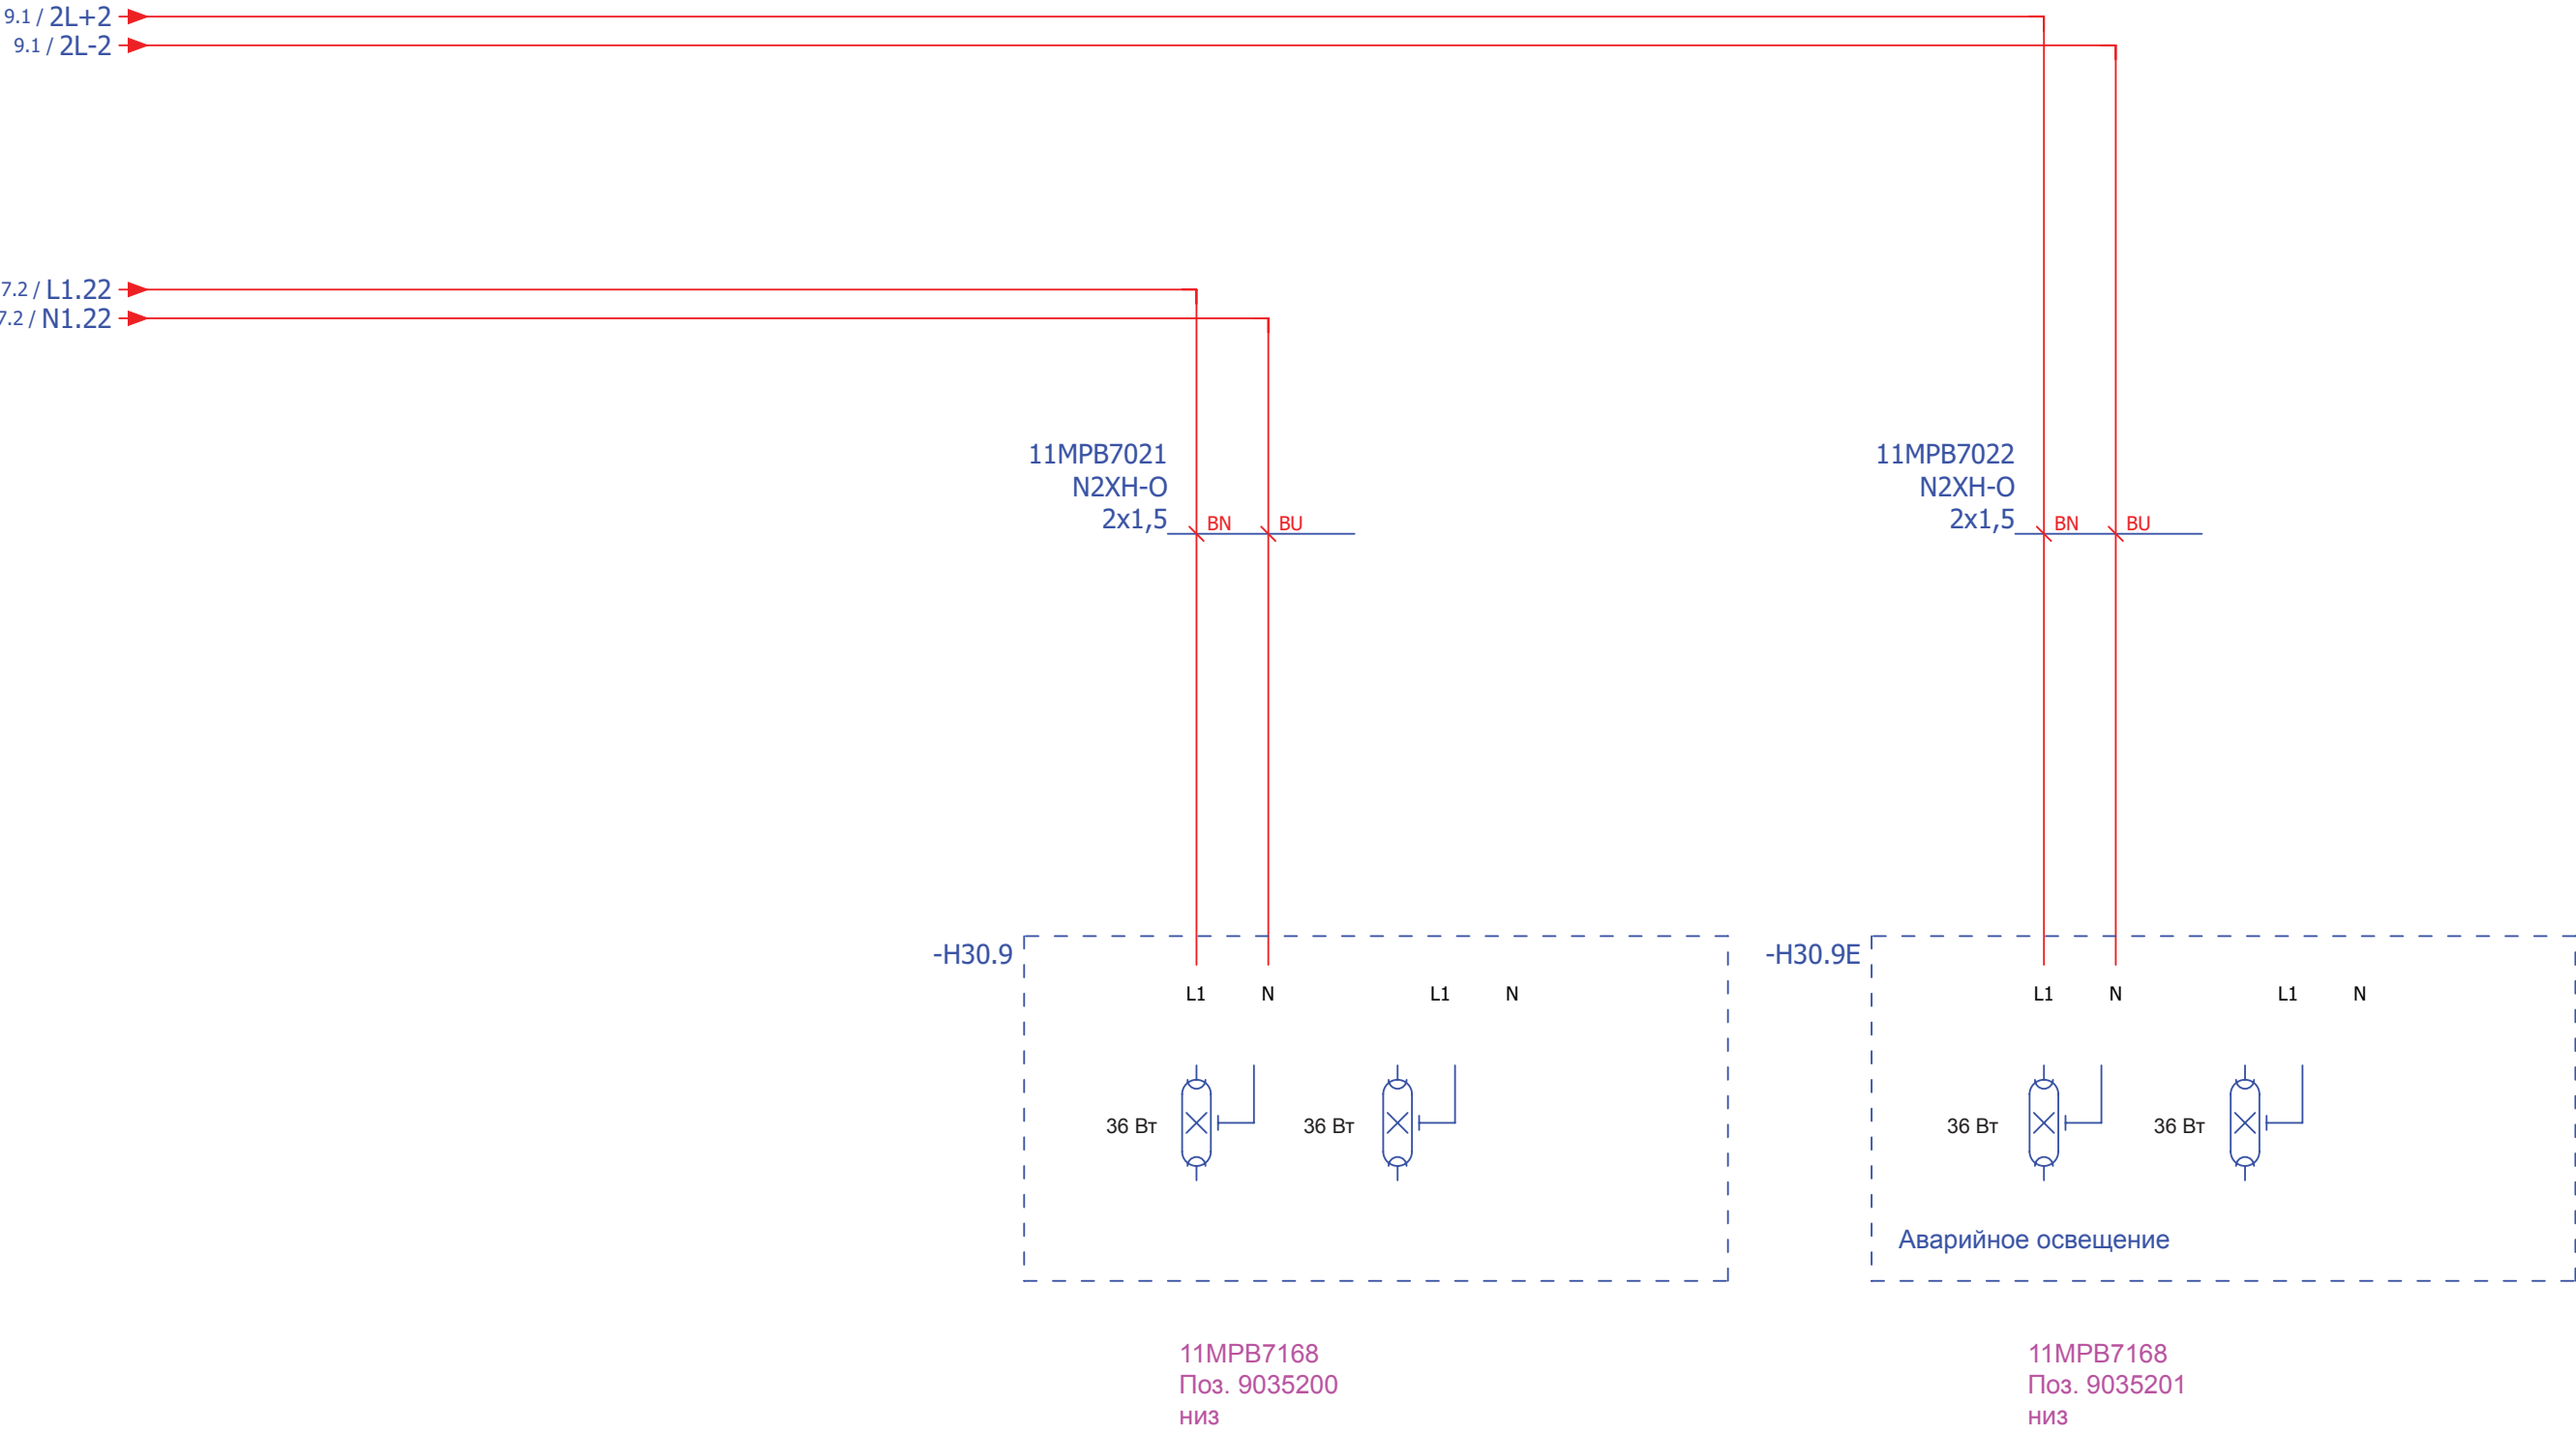 9.1 / 2L+2
9.1 / 2L-2
7.2 / L1.22
7.2 / N1.22
11MPB7021
N2XH-O
2x1,5
BN
BU
11MPB7022
N2XH-O
2x1,5
BN
BU
-H30.9
L1
N
L1
N
36 Вт
36 Вт
-H30.9E
L1
N
L1
N
36 Вт
36 Вт
Аварийное освещение
11MPB7168
Поз. 9035200
низ
11MPB7168
Поз. 9035201
низ